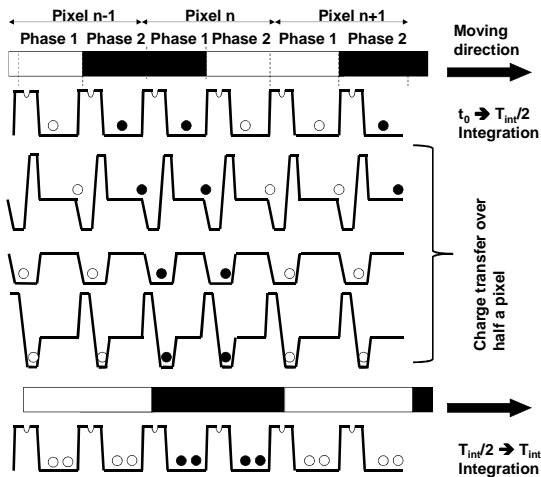 Pixel n-1 Pixel n Pixel n+1
Phase 1 Phase 2 Phase 1 Phase 2 Phase 1 Phase 2
Moving
direction
t0 ➔ Tint/2
Integration
Charge transfer over
half a pixel
Tint/2 ➔ Tint
Integration